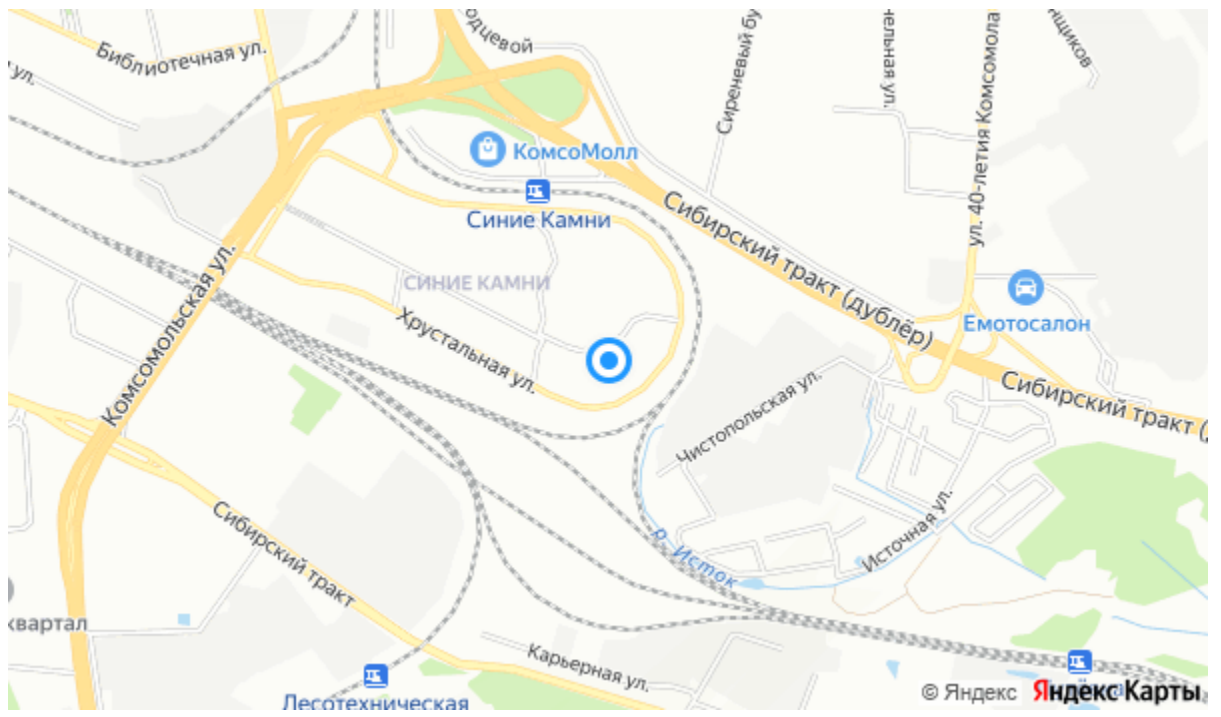 Библиотечная ул.
ул.
Сиреневый бу
ул. 40-летия Комсомола
КомсоМолл
Синие Камни
СИНИЕ КАМНИ
Сибирский тракт (дублёр)
Комсомольская ул.
Хрустальная ул.
Емотосалон
Сибирский тракт (д
Чистопольская ул.
Источная ул.
р. Исток
Сибирский тракт
квартал
Карьерная ул.
Лесотехническая
© Яндекс Яндекс Карты